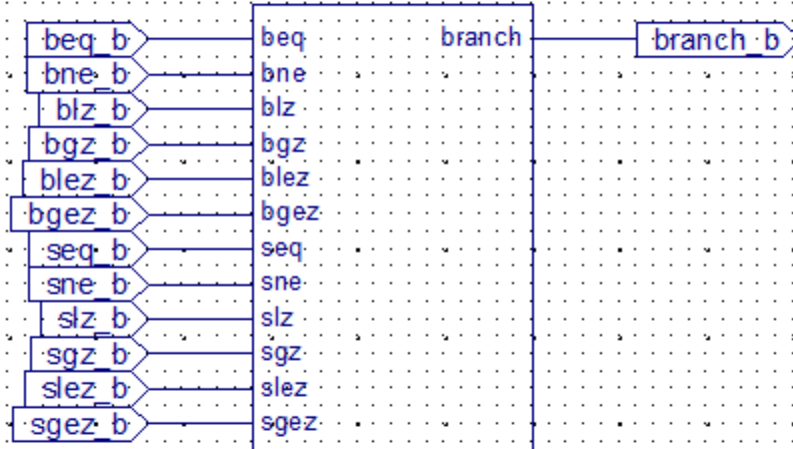 beq_b beq branch branch_b
bne_b bne
blz_b blz
bgz_b bgz
blez_b blez
bgez_b bgez
seq_b seq
sne_b sne
slz_b slz
sgz_b sgz
slez_b slez
sgez_b sgez